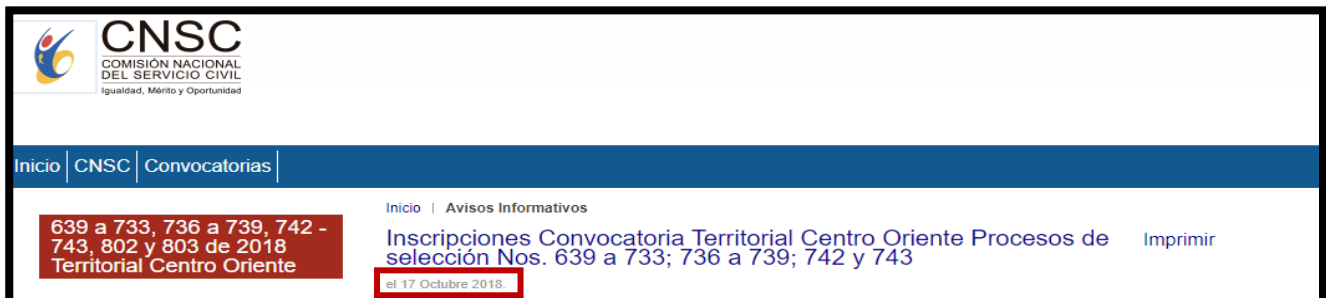 CNSC
COMISIÓN NACIONAL
DEL SERVICIO CIVIL
Igualdad, Mérito y Oportunidad
Inicio CNSC Convocatorias
639 a 733, 736 a 739, 742 -
743, 802 y 803 de 2018
Territorial Centro Oriente
Inicio | Avisos Informativos
Inscripciones Convocatoria Territorial Centro Oriente Procesos de
selección Nos. 639 a 733; 736 a 739; 742 y 743
Imprimir
el 17 Octubre 2018.